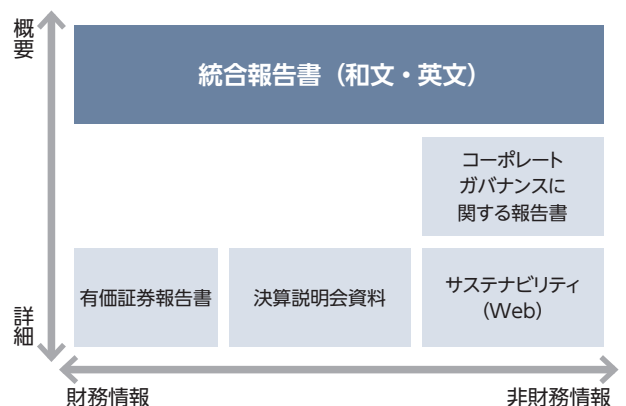 概要
統合報告書（和文・英文）
コーポレート
ガバナンスに
関する報告書
有価証券報告書
決算説明会資料
サステナビリティ
（Web）
詳細
財務情報
非財務情報